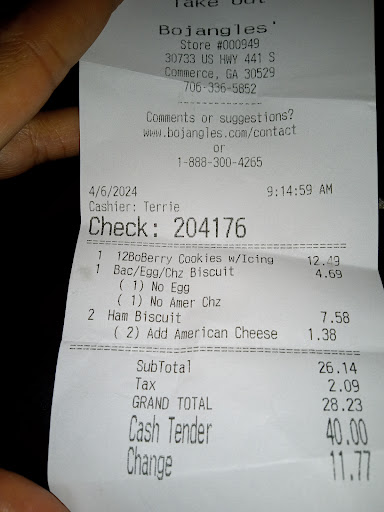 Take Out
Bojangles'
Store #000949
30733 US HWY 441 S
Commerce, GA 30529
706-336-5852
Comments or suggestions?
www.bojangles.com/contact
or
1-888-300-4265
4/6/2024 9:14:59 AM
Cashier: Terrie
Check: 204176
1 12BoBerry Cookies w/Icing 12.49
1 Bac/Egg/Chz Biscuit 4.69
( 1) No Egg
( 1) No Amer Chz
2 Ham Biscuit 7.58
( 2) Add American Cheese 1.38
SubTotal 26.14
Tax 2.09
GRAND TOTAL 28.23
Cash Tender 40.00
Change 11.77